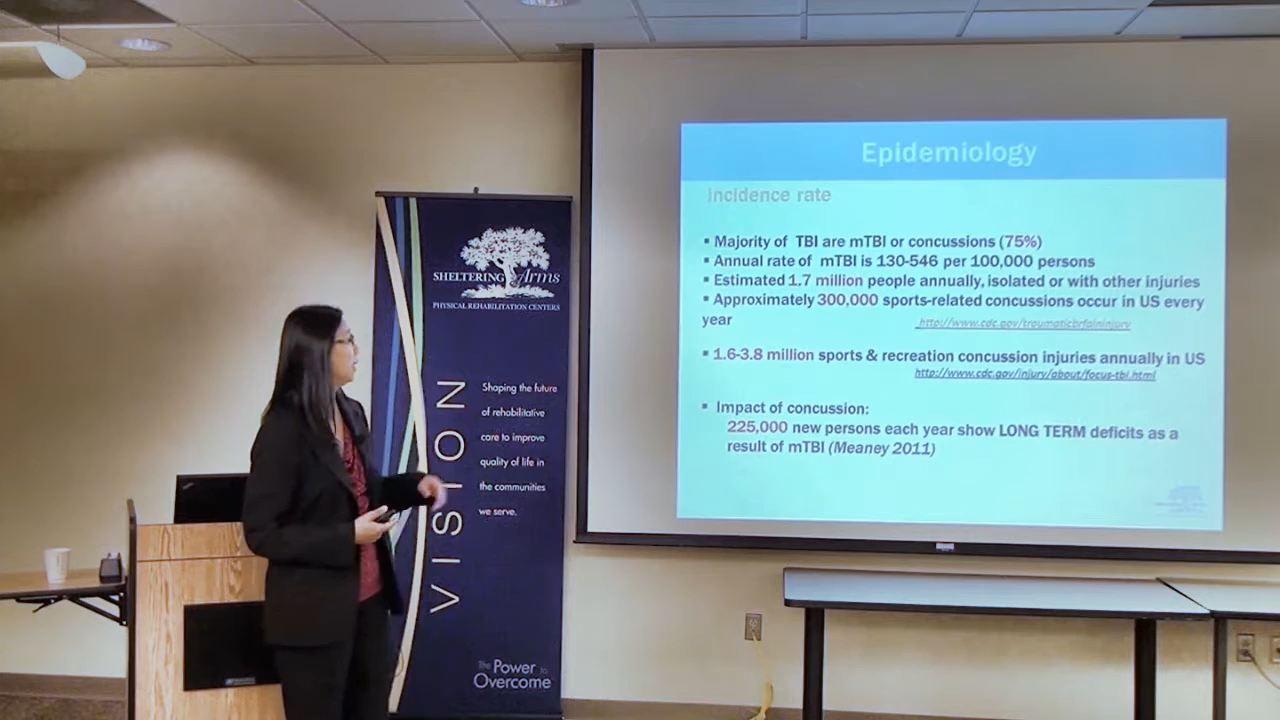 Epidemiology
Incidence rate
▪ Majority of TBI are mTBI or concussions (75%)
▪ Annual rate of mTBI is 130-546 per 100,000 persons
▪ Estimated 1.7 million people annually, isolated or with other injuries
▪ Approximately 300,000 sports-related concussions occur in US every
year
▪ 1.6-3.8 million sports & recreation concussion injuries annually in US
http://www.cdc.gov/injury/about/focus-tbi.html
▪ Impact of concussion:
225,000 new persons each year show LONG TERM deficits as a
result of mTBI (Meaney 2011)
SHELTERING Arms
PHYSICAL REHABILITATION CENTERS
VISION
Shaping the future
of rehabilitative
care to improve
quality of life in
the communities
we serve.
The Power to
Overcome